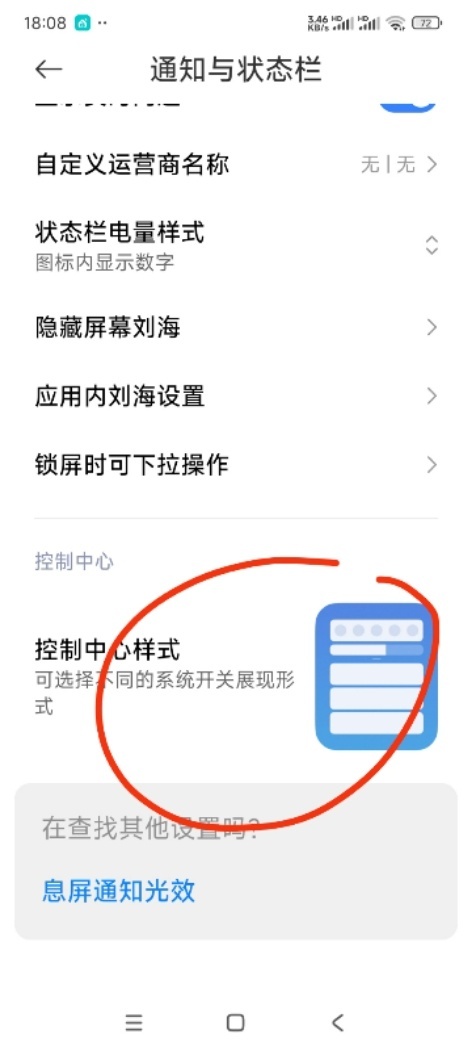 18:08
3.46 KB/s HD HD 72
通知与状态栏
自定义运营商名称
无 | 无
状态栏电量样式
图标内显示数字
隐藏屏幕刘海
应用内刘海设置
锁屏时可下拉操作
控制中心
控制中心样式
可选择不同的系统开关展现形
式
在查找其他设置吗?
息屏通知光效